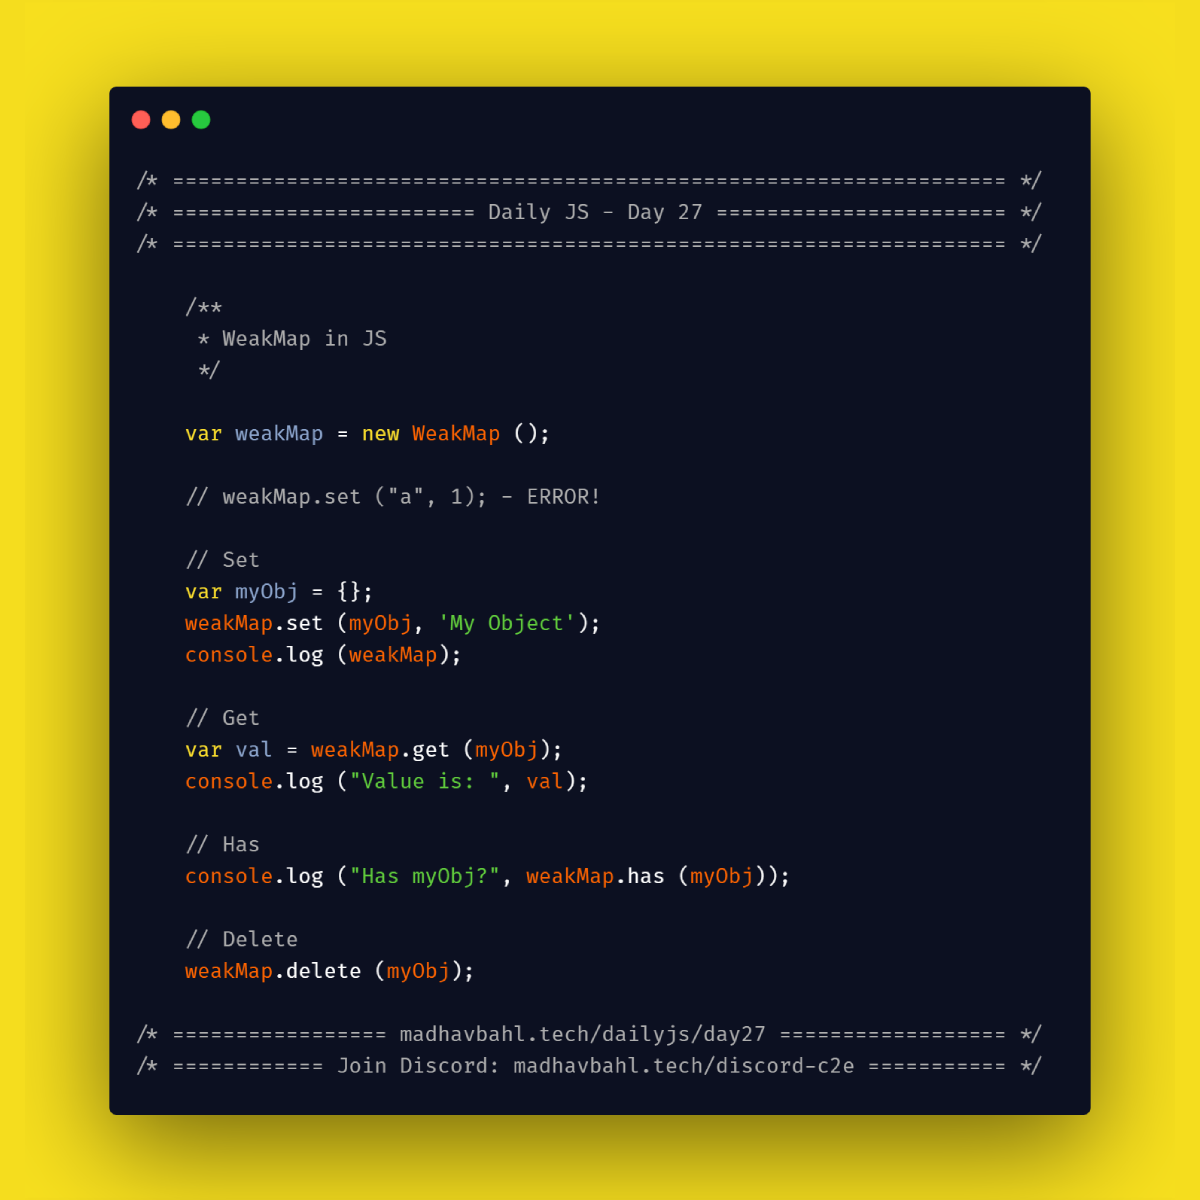 /* ================================================================== */
/* ======================== Daily JS - Day 27 ======================= */
/* ================================================================== */
/**
* WeakMap in JS
*/
var weakMap = new WeakMap ();
// weakMap.set ("a", 1); - ERROR!
// Set
var myObj = {};
weakMap.set (myObj, 'My Object');
console.log (weakMap);
// Get
var val = weakMap.get (myObj);
console.log ("Value is: ", val);
// Has
console.log ("Has myObj?", weakMap.has (myObj));
// Delete
weakMap.delete (myObj);
/* ================= madhavbahl.tech/dailyjs/day27 ================== */
/* ============ Join Discord: madhavbahl.tech/discord-c2e =========== */